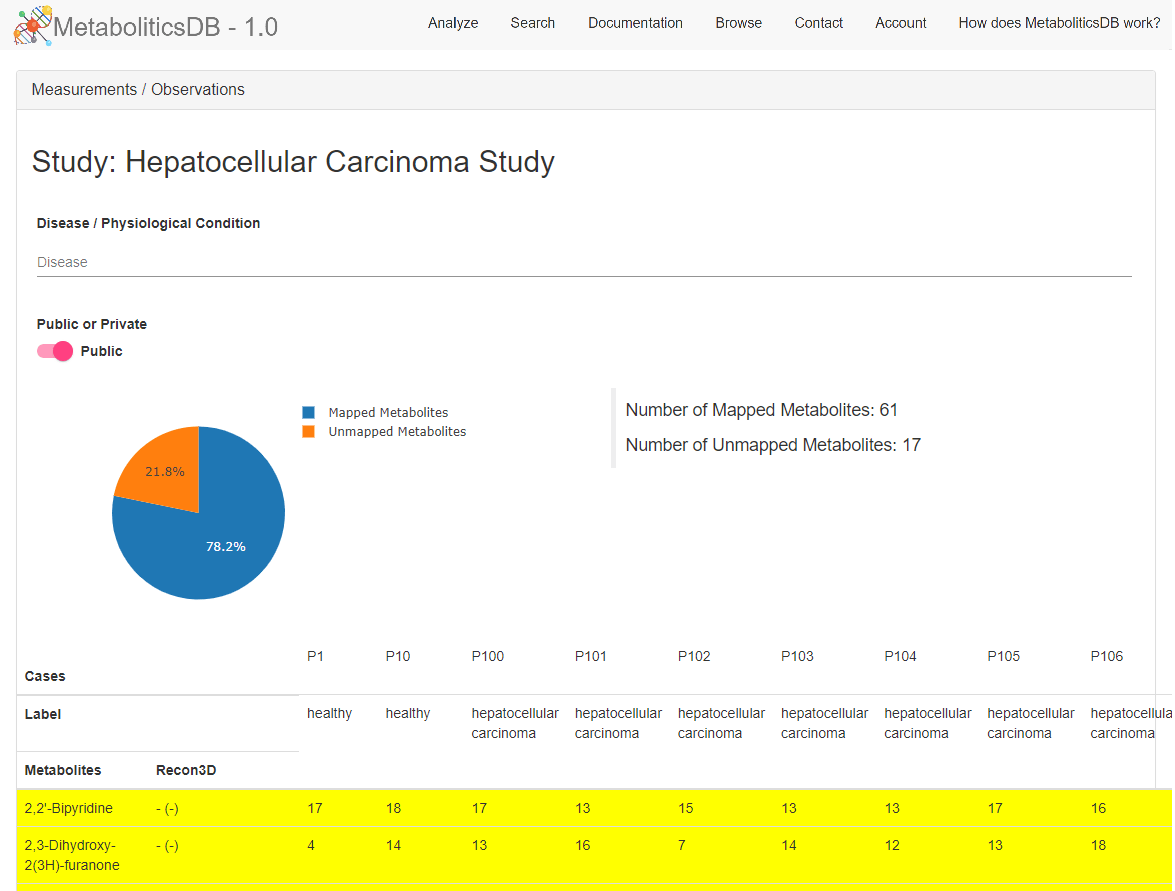 MetaboliticsDB - 1.0 Analyze Search Documentation Browse Contact Account How does MetaboliticsDB work?
Measurements / Observations
Study: Hepatocellular Carcinoma Study
Disease / Physiological Condition
Disease
Public or Private
Public
Mapped Metabolites
Unmapped Metabolites
21.8%
78.2%
Number of Mapped Metabolites: 61
Number of Unmapped Metabolites: 17
Cases P1 P10 P100 P101 P102 P103 P104 P105 P106
Label healthy healthy hepatocellular hepatocellular hepatocellular hepatocellular hepatocellular hepatocellular hepatocellula
carcinoma carcinoma carcinoma carcinoma carcinoma carcinoma carcinoma
Metabolites Recon3D
2,2'-Bipyridine - (-) 17 18 17 13 15 13 13 17 16
2,3-Dihydroxy- - (-) 4 14 13 16 7 14 12 13 18
2(3H)-furanone